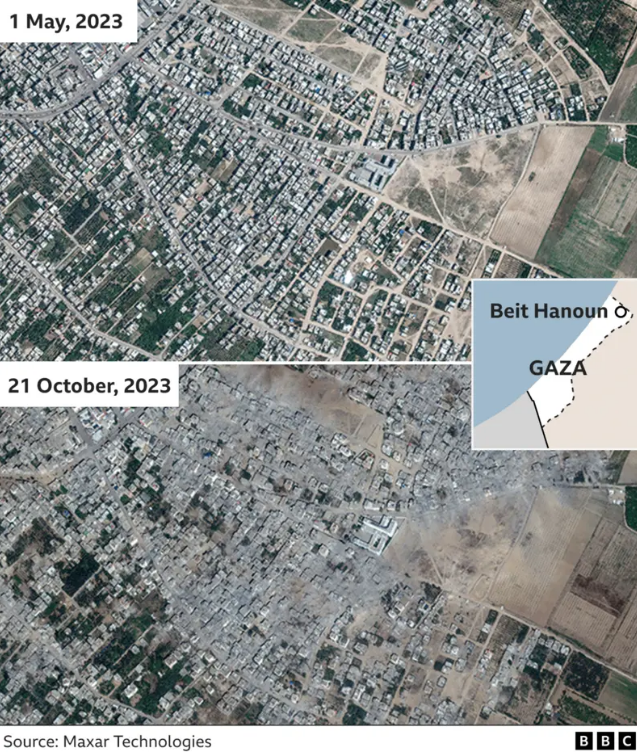 1 May, 2023
Beit Hanoun
GAZA
21 October, 2023
Source: Maxar Technologies
BBC